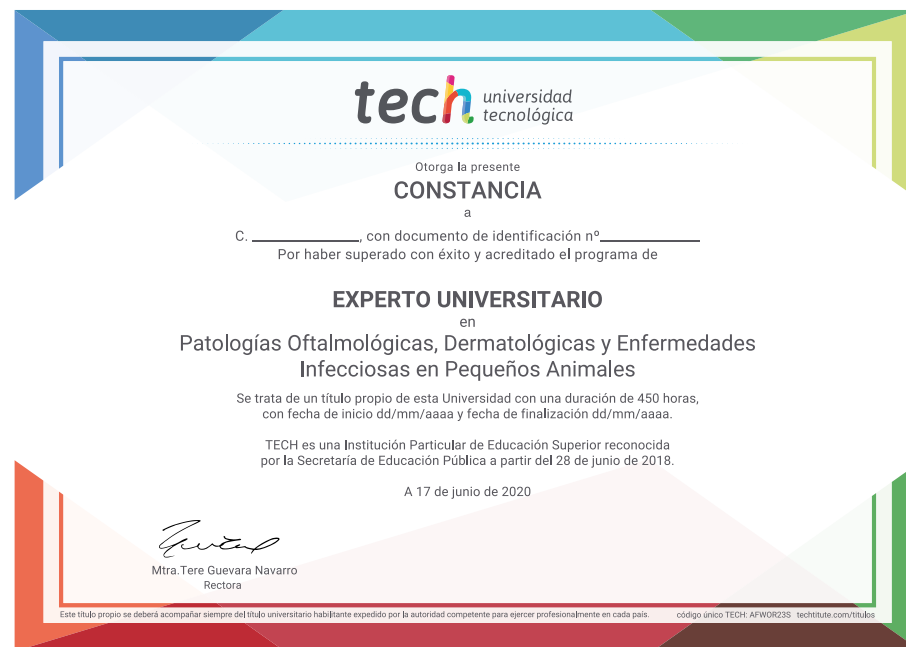 tech universidad
tecnológica
Otorga la presente
CONSTANCIA
a
C. ____________, con documento de identificación nº____________
Por haber superado con éxito y acreditado el programa de
EXPERTO UNIVERSITARIO
en
Patologías Oftalmológicas, Dermatológicas y Enfermedades
Infecciosas en Pequeños Animales
Se trata de un título propio de esta Universidad con una duración de 450 horas,
con fecha de inicio dd/mm/aaaa y fecha de finalización dd/mm/aaaa.
TECH es una Institución Particular de Educación Superior reconocida
por la Secretaría de Educación Pública a partir del 28 de junio de 2018.
A 17 de junio de 2020
Mtra.Tere Guevara Navarro
Rectora
Este título propio se deberá acompañar siempre del título universitario habilitante expedido por la autoridad competente para ejercer profesionalmente en cada país. código único TECH: AFWOR23S techtitute.com/titulos